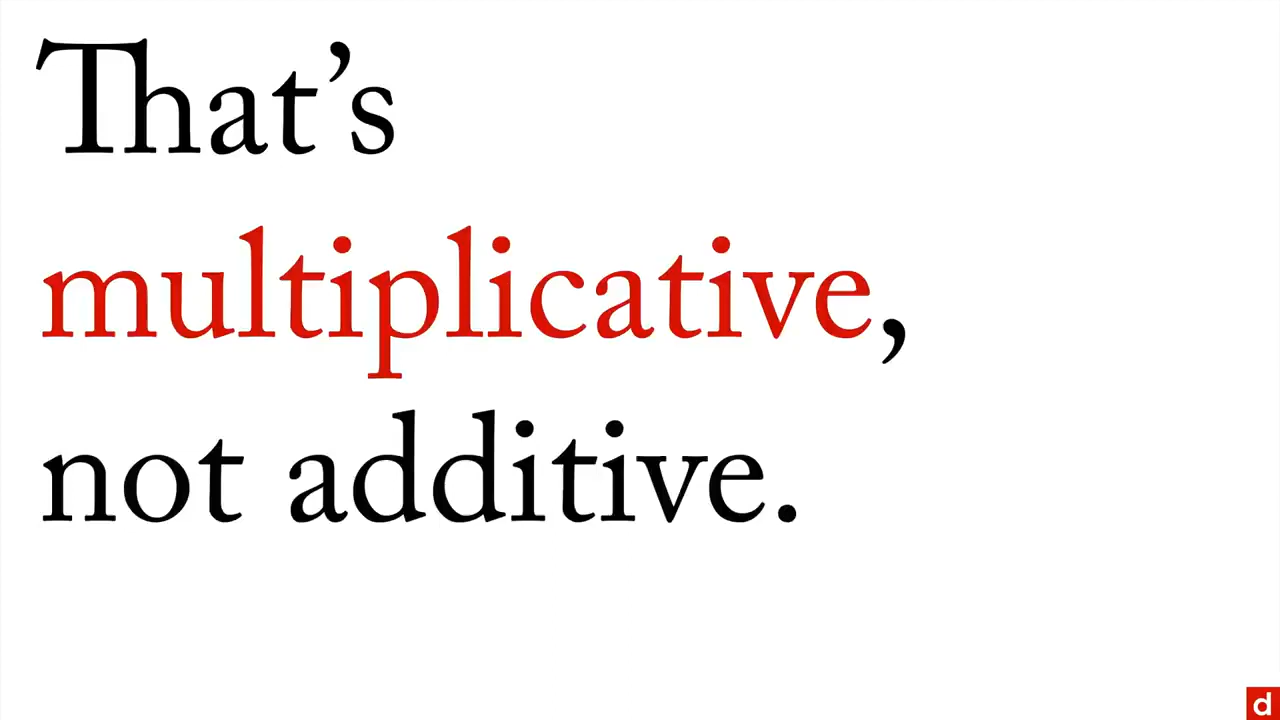 That’s
multiplicative,
not additive.
d